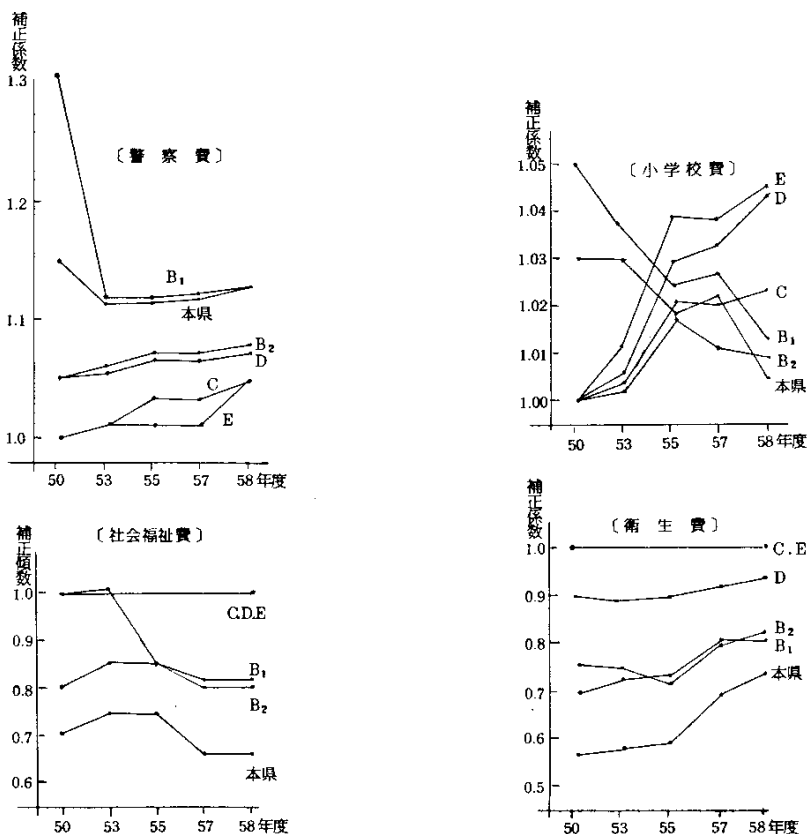 補正係数
1.3
1.2
1.1
1.0
〔警察費〕
B₁
本県
B₂
D
C
E
50 53 55 57 58年度
補正係数
1.05
1.04
1.03
1.02
1.01
1.00
〔小学校費〕
E
D
C
B₁
B₂
本県
50 53 55 57 58年度
補正係数
1.0
0.9
0.8
0.7
0.6
〔社会福祉費〕
C.D.E
B₁
B₂
本県
50 53 55 57 58年度
補正係数
1.0
0.9
0.8
0.7
0.6
0.5
〔衛生費〕
C.E
D
B₂
B₁
本県
50 53 55 57 58年度